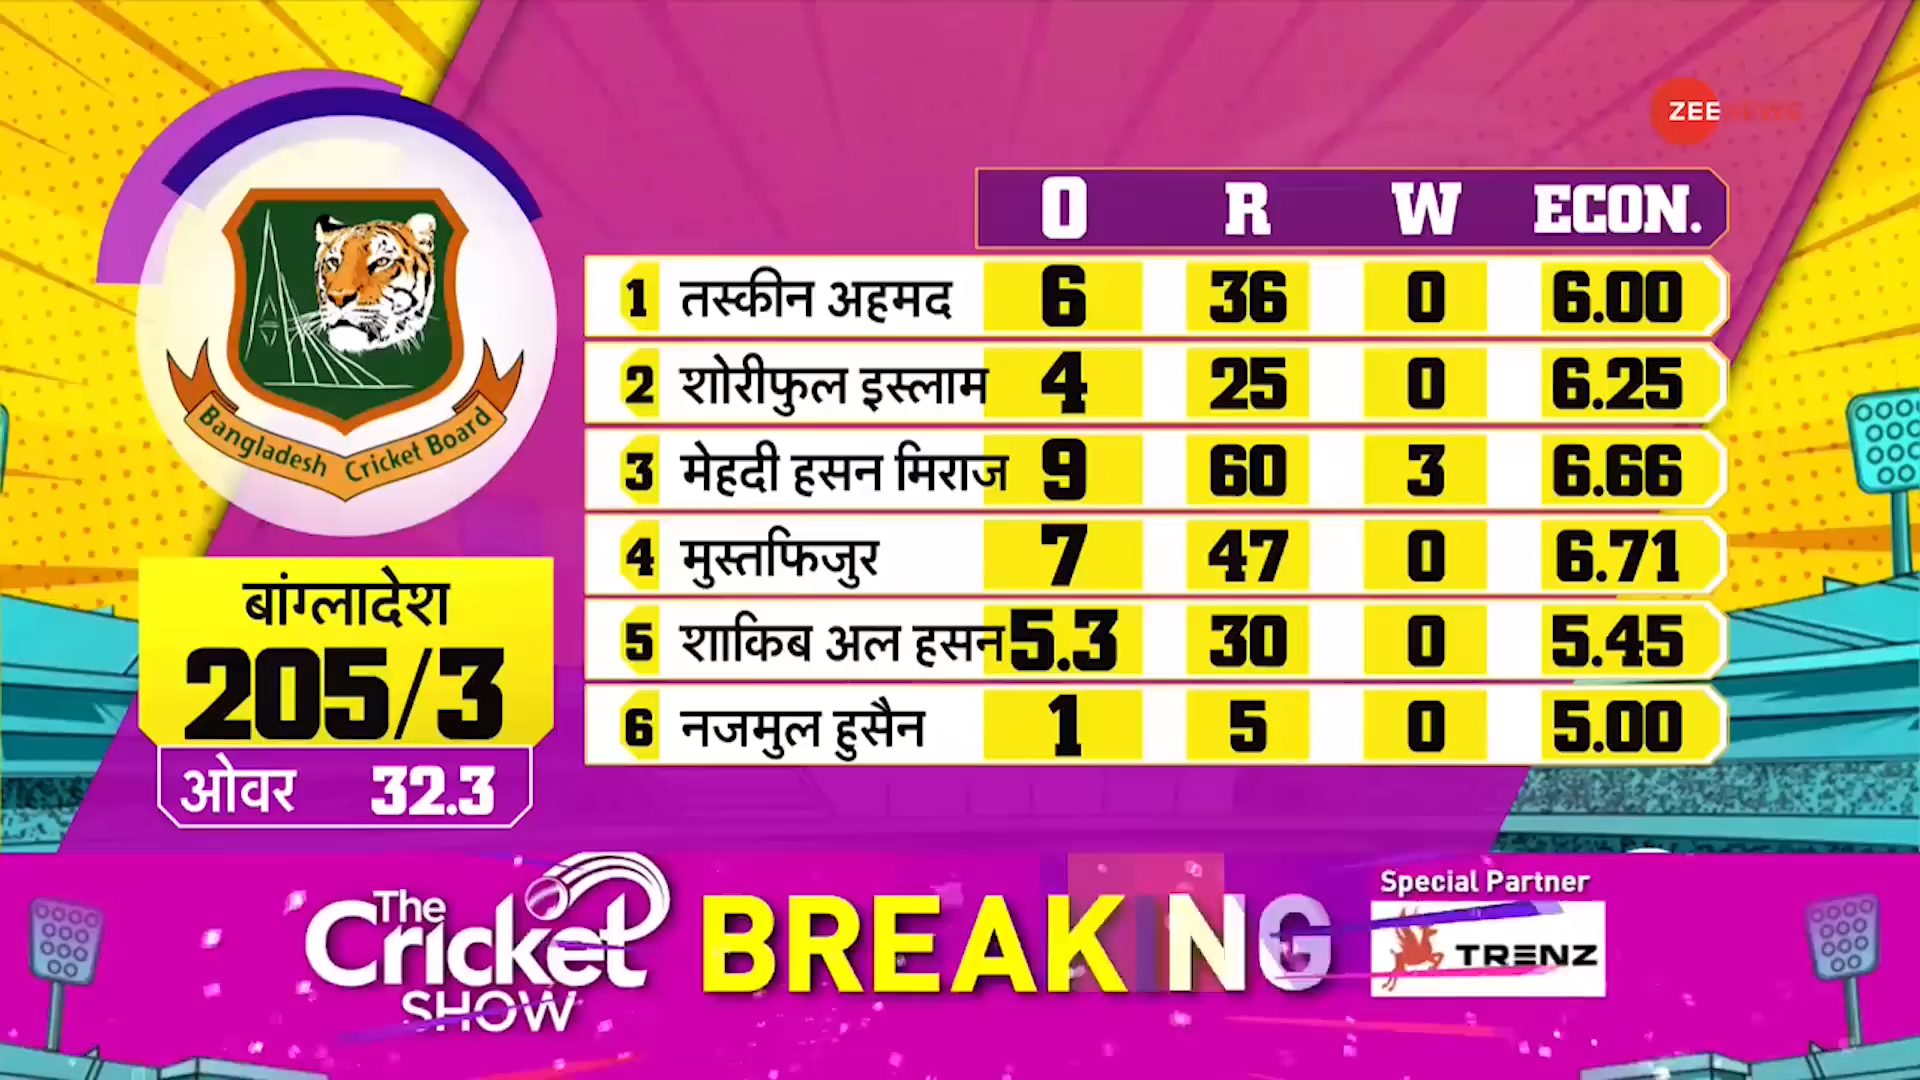 ZEE NEWS
O R W ECON.
1 तस्कीन अहमद 6 36 0 6.00
2 शोरीफुल इस्लाम 4 25 0 6.25
3 मेहदी हसन मिराज 9 60 3 6.66
4 मुस्तफिजुर 7 47 0 6.71
5 शाकिब अल हसन 5.3 30 0 5.45
6 नजमुल हुसैन 1 5 0 5.00
Bangladesh Cricket Board
बांग्लादेश
205/3
ओवर 32.3
The
Cricket
SHOW
BREAKING
Special Partner
TRENZ